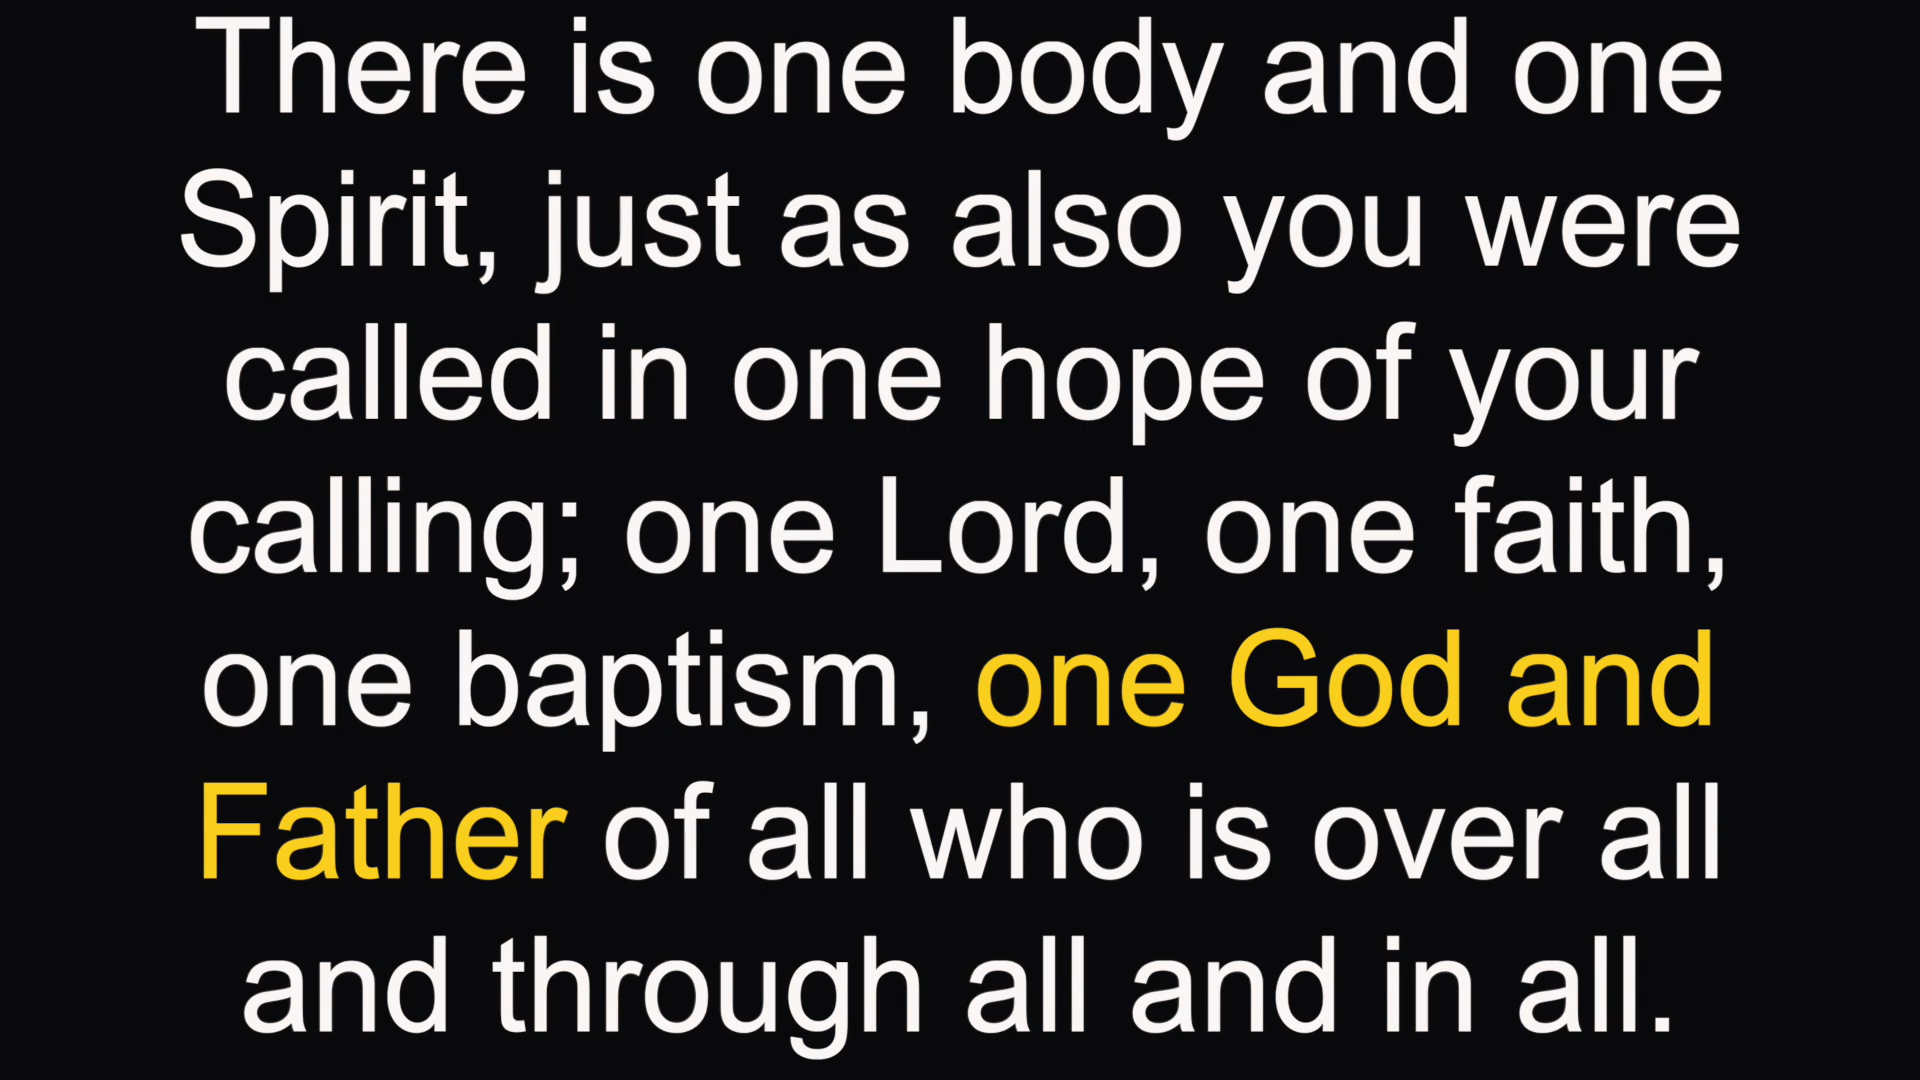 There is one body and one
Spirit, just as also you were
called in one hope of your
calling; one Lord, one faith,
one baptism, one God and
Father of all who is over all
and through all and in all.